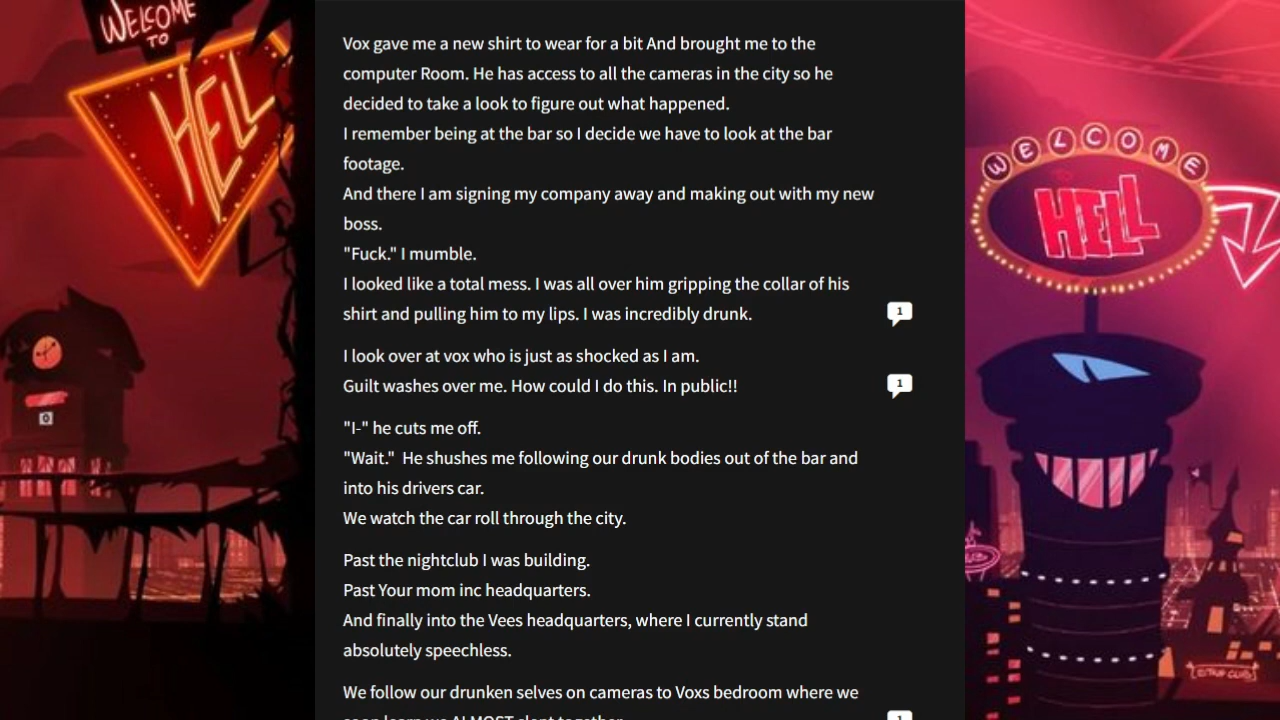 WELCOME
TO
HELL
Vox gave me a new shirt to wear for a bit And brought me to the
computer Room. He has access to all the cameras in the city so he
decided to take a look to figure out what happened.
I remember being at the bar so I decide we have to look at the bar
footage.
And there I am signing my company away and making out with my new
boss.
"Fuck." I mumble.
I looked like a total mess. I was all over him gripping the collar of his
shirt and pulling him to my lips. I was incredibly drunk.
1
I look over at vox who is just as shocked as I am.
Guilt washes over me. How could I do this. In public!!
1
"I-" he cuts me off.
"Wait."  He shushes me following our drunk bodies out of the bar and
into his drivers car.
We watch the car roll through the city.
Past the nightclub I was building.
Past Your mom inc headquarters.
And finally into the Vees headquarters, where I currently stand
absolutely speechless.
We follow our drunken selves on cameras to Voxs bedroom where we
soon learn we ALMOST slept together.
1
WELCOME
HELL